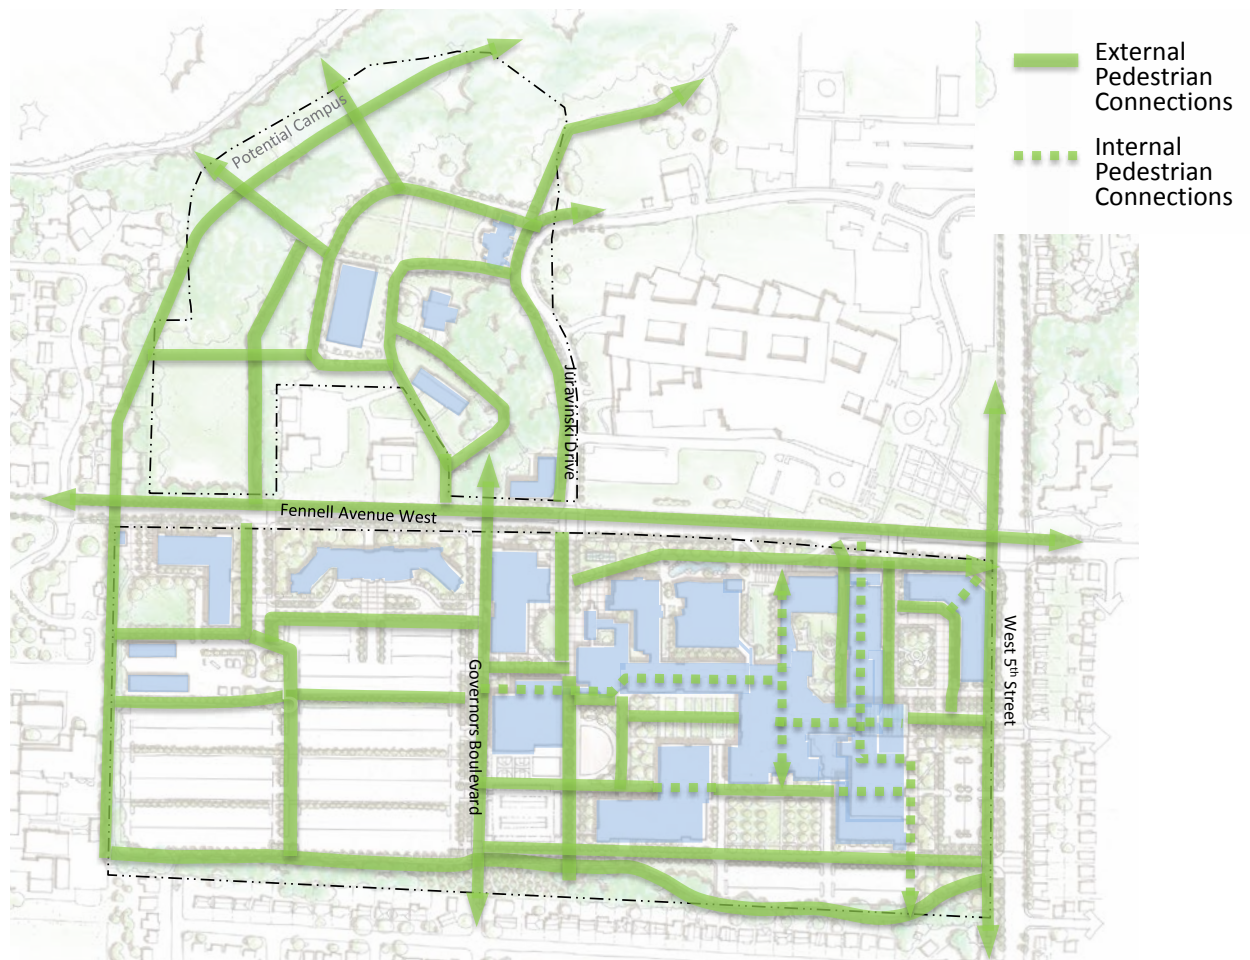 External
Pedestrian
Connections
Internal
Pedestrian
Connections
Potential Campus
Juravinski Drive
Fennell Avenue West
Governors Boulevard
West 5th Street